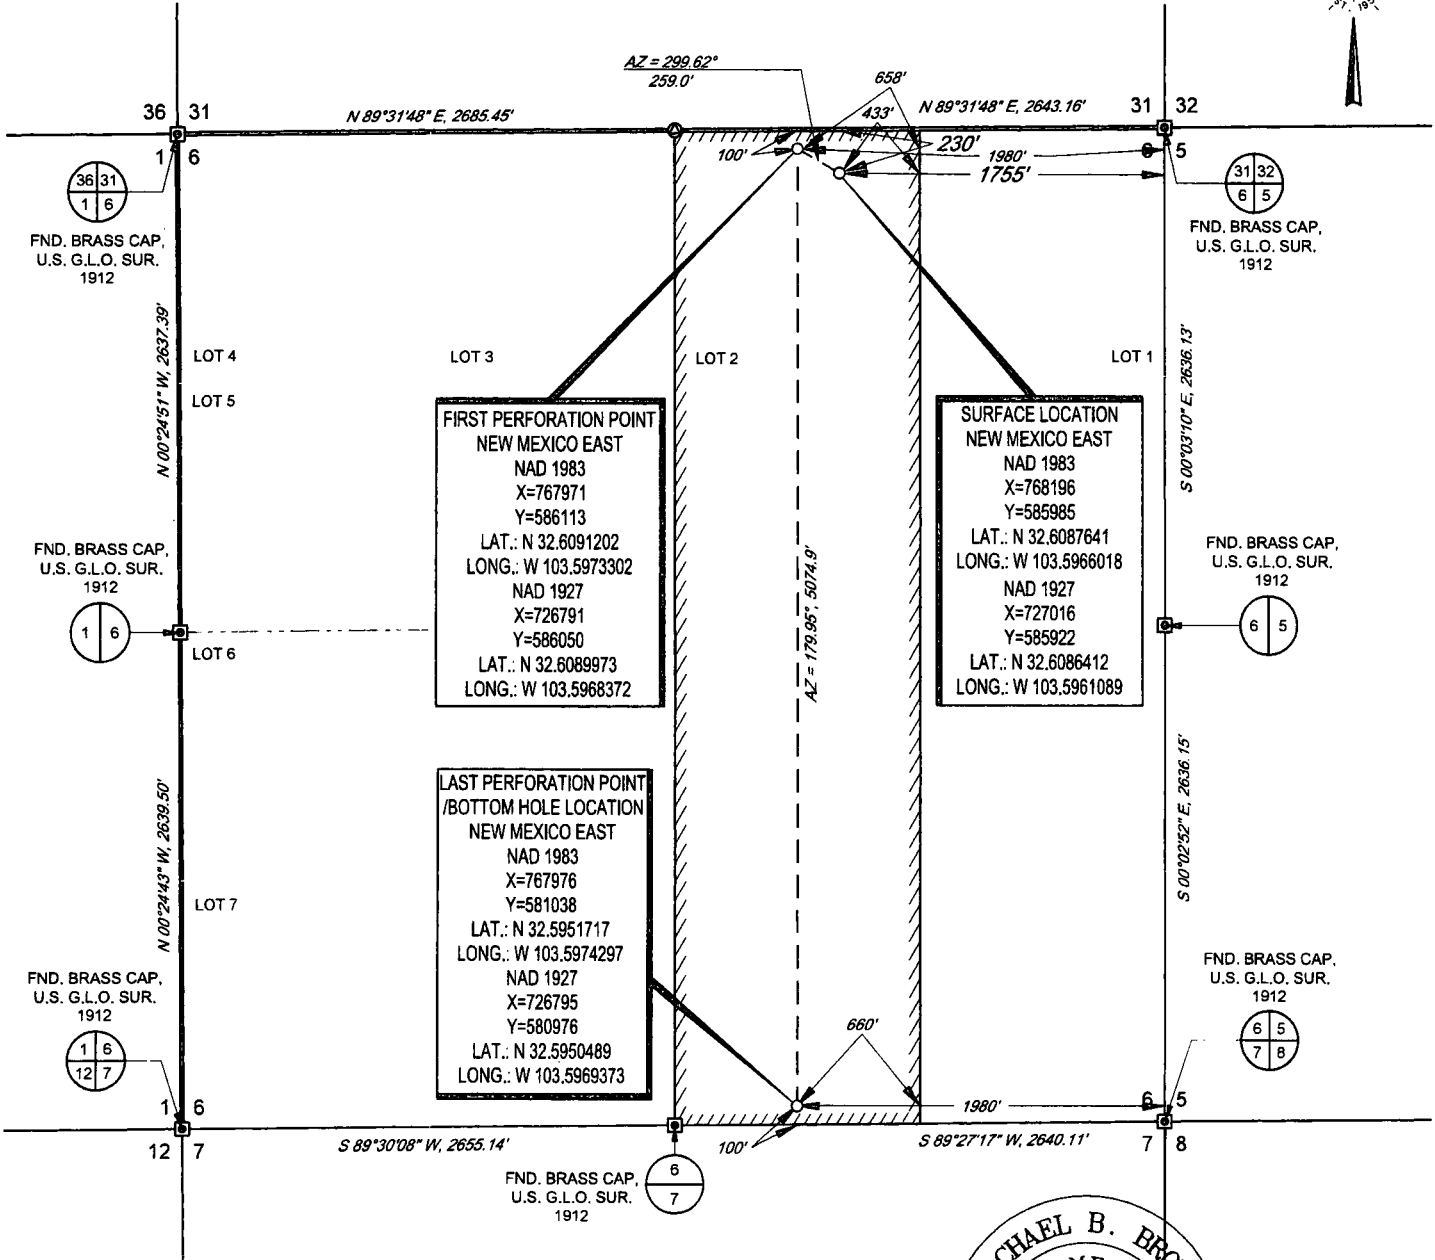 AZ = 299.62°
259.0'
658'
36 31
N 89°31'48" E, 2685.45'
433'
N 89°31'48" E, 2643.16'
31 32
1 6
100'
230'
1980'
5
1755'
36 31
1 6
FND. BRASS CAP,
U.S. G.L.O. SUR.
1912
31 32
6 5
FND. BRASS CAP,
U.S. G.L.O. SUR.
1912
N 00°24'51" W, 2637.39'
LOT 4
LOT 3
LOT 2
LOT 1
LOT 5
S 00°03'10" E, 2636.13'
FIRST PERFORATION POINT
NEW MEXICO EAST
NAD 1983
X=767971
Y=586113
LAT.: N 32.6091202
LONG.: W 103.5973302
NAD 1927
X=726791
Y=586050
LAT.: N 32.6089973
LONG.: W 103.5968372
SURFACE LOCATION
NEW MEXICO EAST
NAD 1983
X=768196
Y=585985
LAT.: N 32.6087641
LONG.: W 103.5966018
NAD 1927
X=727016
Y=585922
LAT.: N 32.6086412
LONG.: W 103.5961089
AZ = 179.95°, 5074.9'
FND. BRASS CAP,
U.S. G.L.O. SUR.
1912
1 6
LOT 6
FND. BRASS CAP,
U.S. G.L.O. SUR.
1912
6 5
LAST PERFORATION POINT
/BOTTOM HOLE LOCATION
NEW MEXICO EAST
NAD 1983
X=767976
Y=581038
LAT.: N 32.5951717
LONG.: W 103.5974297
NAD 1927
X=726795
Y=580976
LAT.: N 32.5950489
LONG.: W 103.5969373
N 00°24'43" W, 2639.50'
LOT 7
S 00°02'52" E, 2636.15'
FND. BRASS CAP,
U.S. G.L.O. SUR.
1912
1 6
12 7
FND. BRASS CAP,
U.S. G.L.O. SUR.
1912
6 5
7 8
660'
1 6
1980'
6 5
12 7
S 89°30'08" W, 2655.14'
100'
S 89°27'17" W, 2640.11'
7 8
FND. BRASS CAP,
U.S. G.L.O. SUR.
1912
6
7
CHAEL B. BRO